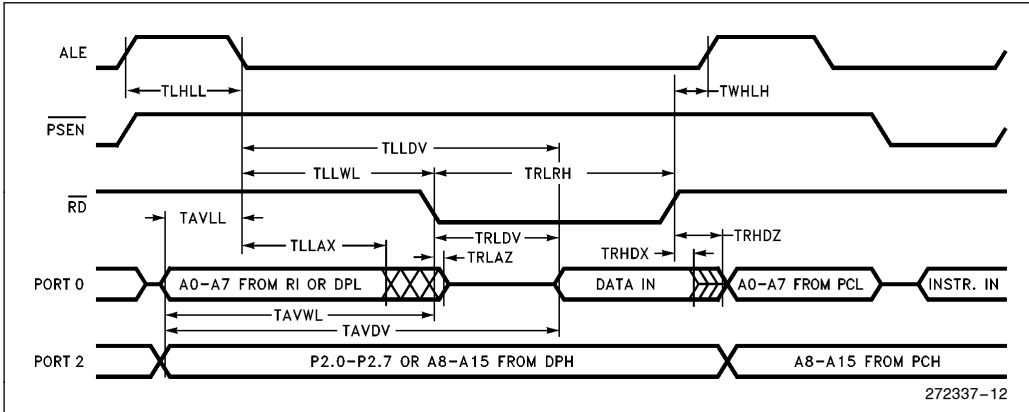 ALE
TLHLL
TWHLH
PSEN
TLLDV
TLLWL
TRLRH
RD
TAVLL
TRLDV
TRHDZ
TLLAX
TRLAZ
TRHDX
PORT 0
A0-A7 FROM RI OR DPL
DATA IN
A0-A7 FROM PCL
INSTR. IN
TAVWL
TAVDV
PORT 2
P2.0-P2.7 OR A8-A15 FROM DPH
A8-A15 FROM PCH
272337-12